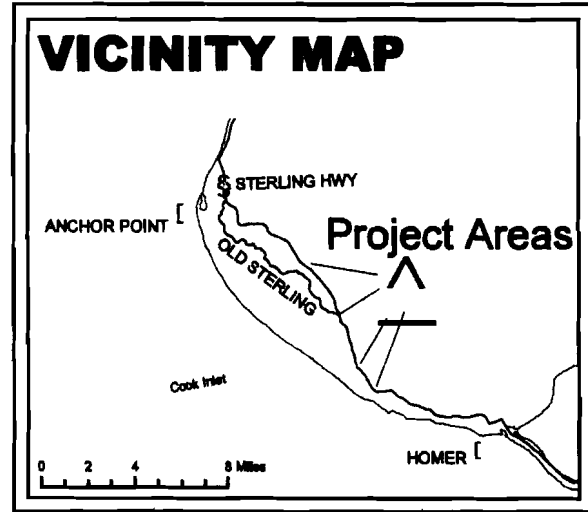 VICINITY MAP
STERLING HWY
ANCHOR POINT
Project Areas
OLD STERLING
Cook Inlet
0 2 4 8 Miles
HOMER